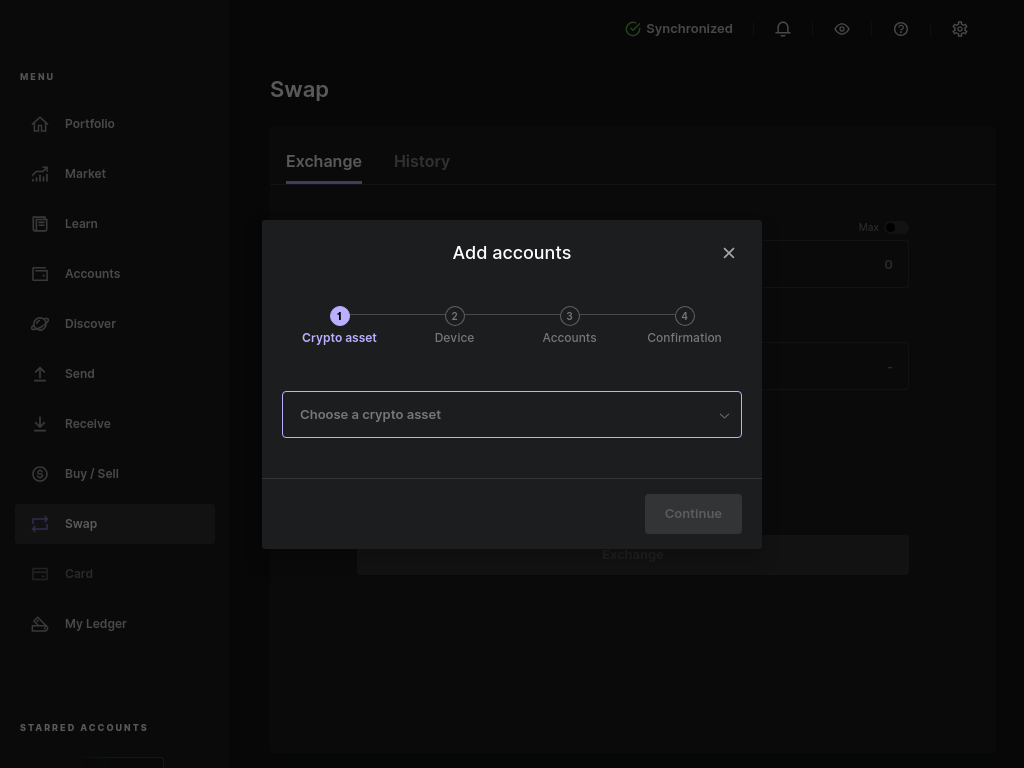 Synchronized
MENU
Portfolio
Market
Learn
Accounts
Discover
Send
Receive
Buy / Sell
Swap
Card
My Ledger
STARRED ACCOUNTS
Swap
Exchange
History
Max
0
-
Add accounts
1
2
3
4
Crypto asset
Device
Accounts
Confirmation
Choose a crypto asset
Continue
Exchange